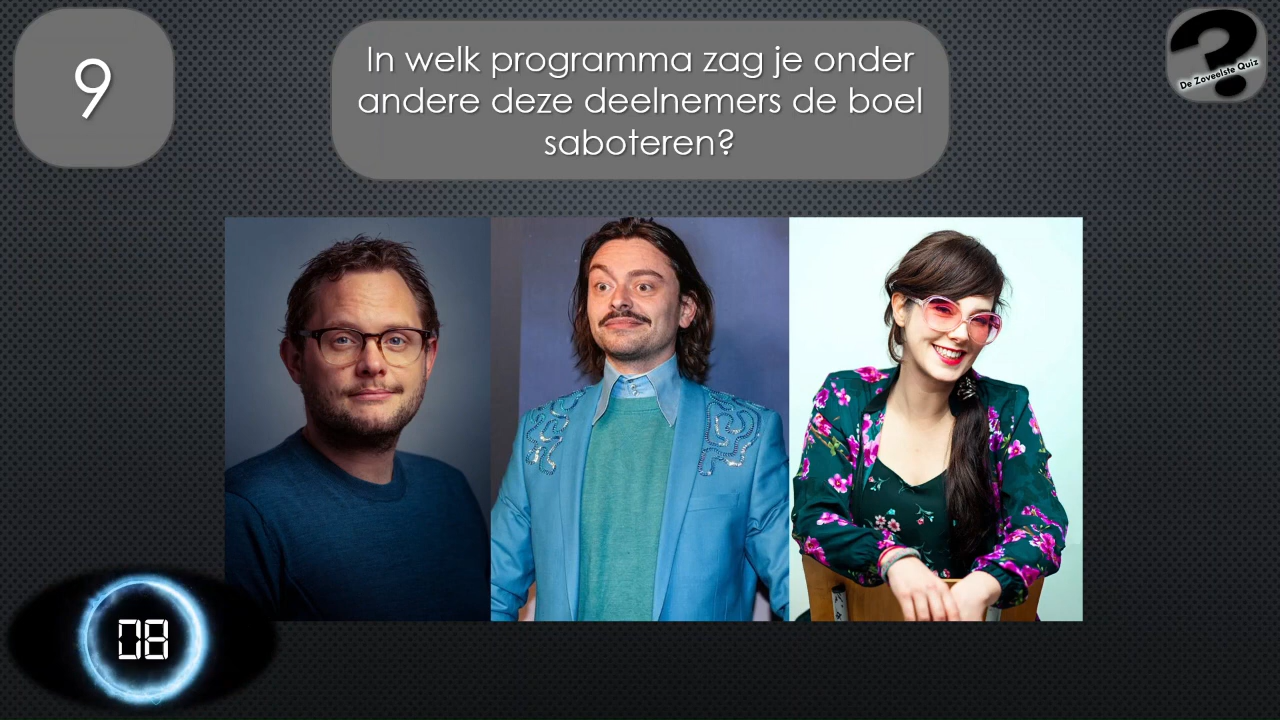 9
In welk programma zag je onder
andere deze deelnemers de boel
saboteren?
De Zoveelste Quiz
08